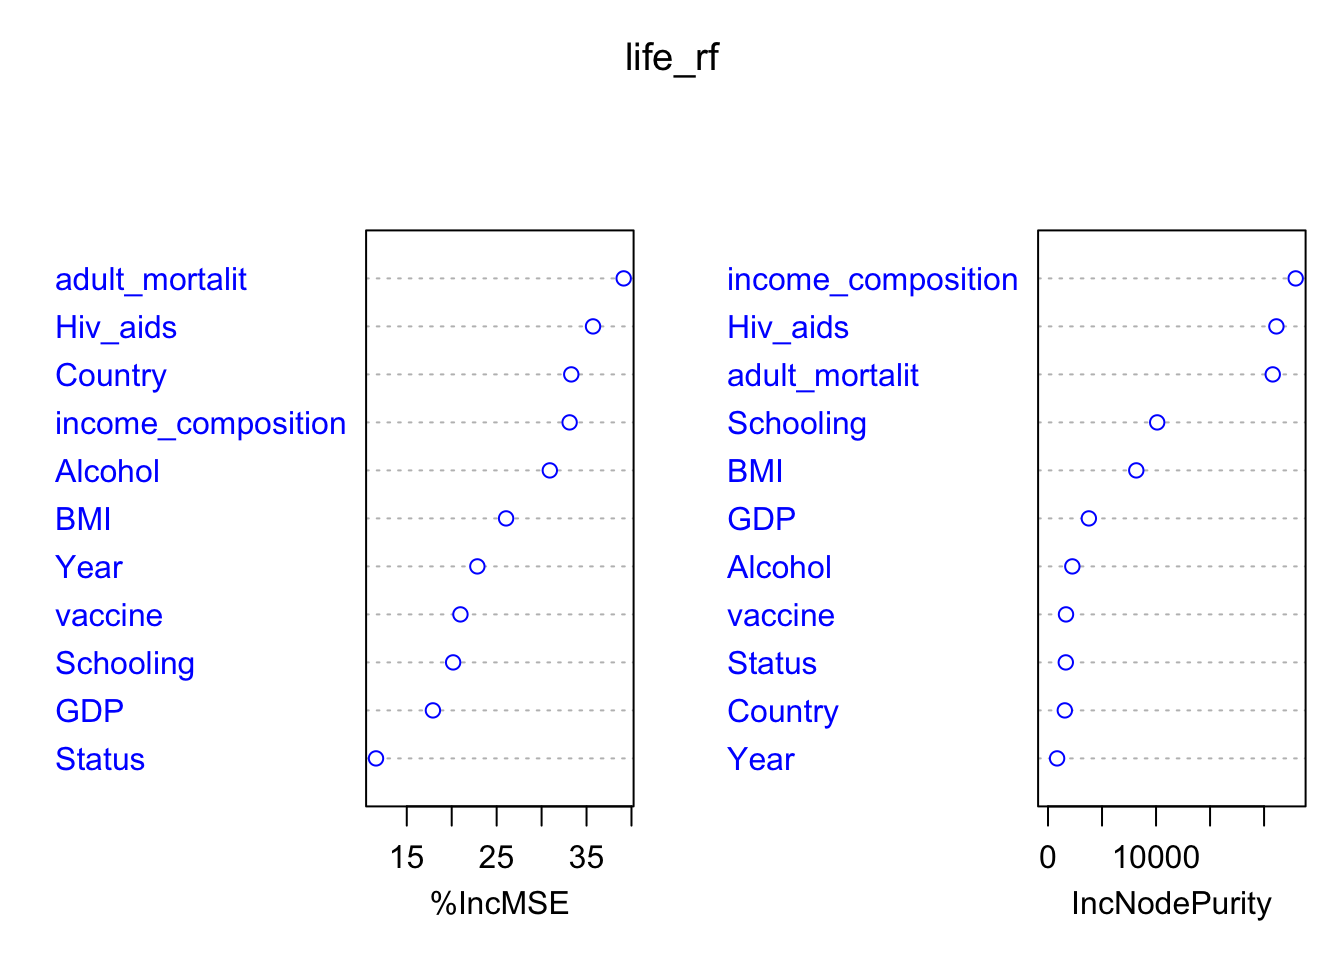 life_rf
adult_mortalit
Hiv_aids
Country
income_composition
Alcohol
BMI
Year
vaccine
Schooling
GDP
Status
15 25 35
%IncMSE
income_composition
Hiv_aids
adult_mortalit
Schooling
BMI
GDP
Alcohol
vaccine
Status
Country
Year
0 10000
IncNodePurity